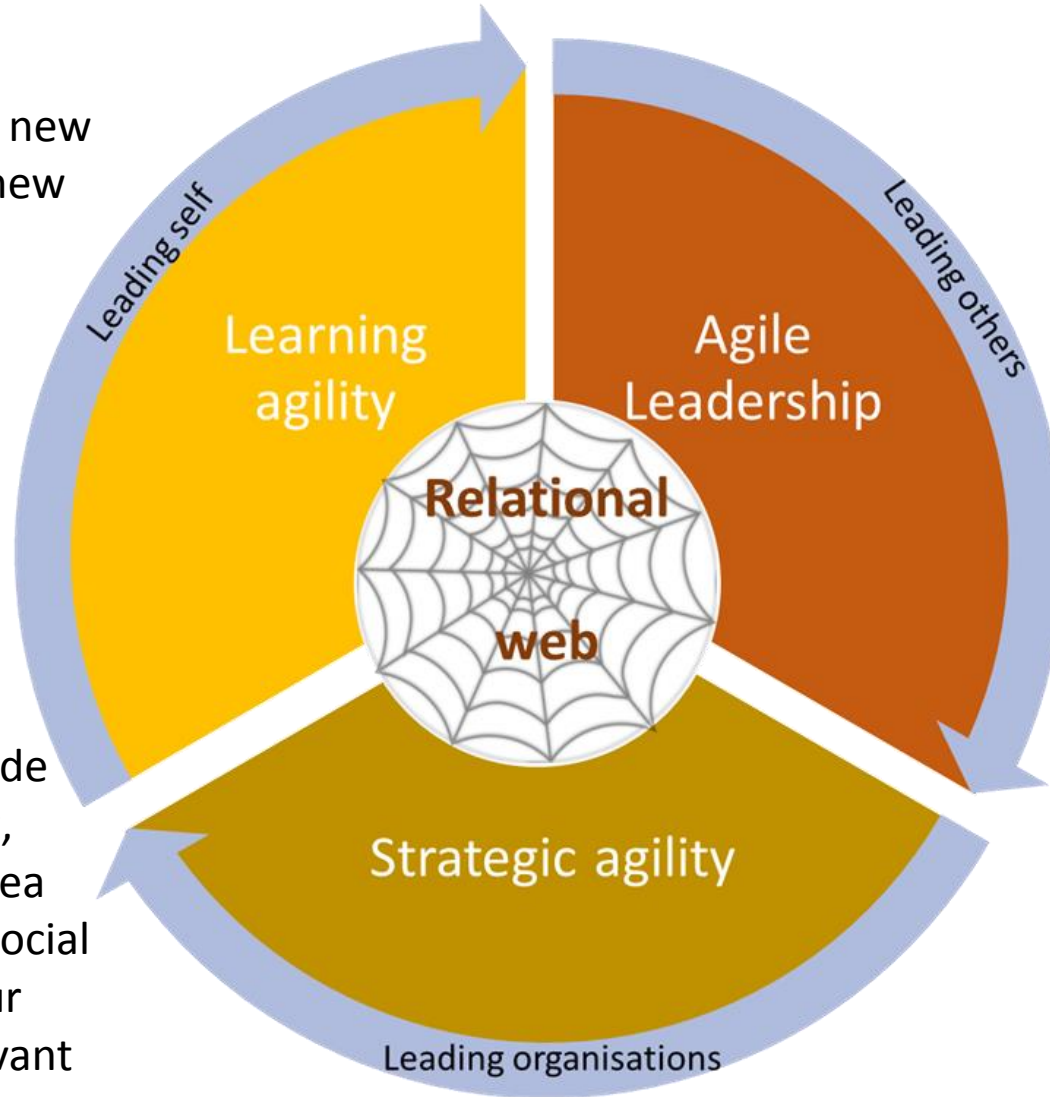 new
new
Leading self
Leading others
Learning
agility
Agile
Leadership
Relational
web
de
,
ea
ocial
ur
vant
Strategic agility
Leading organisations